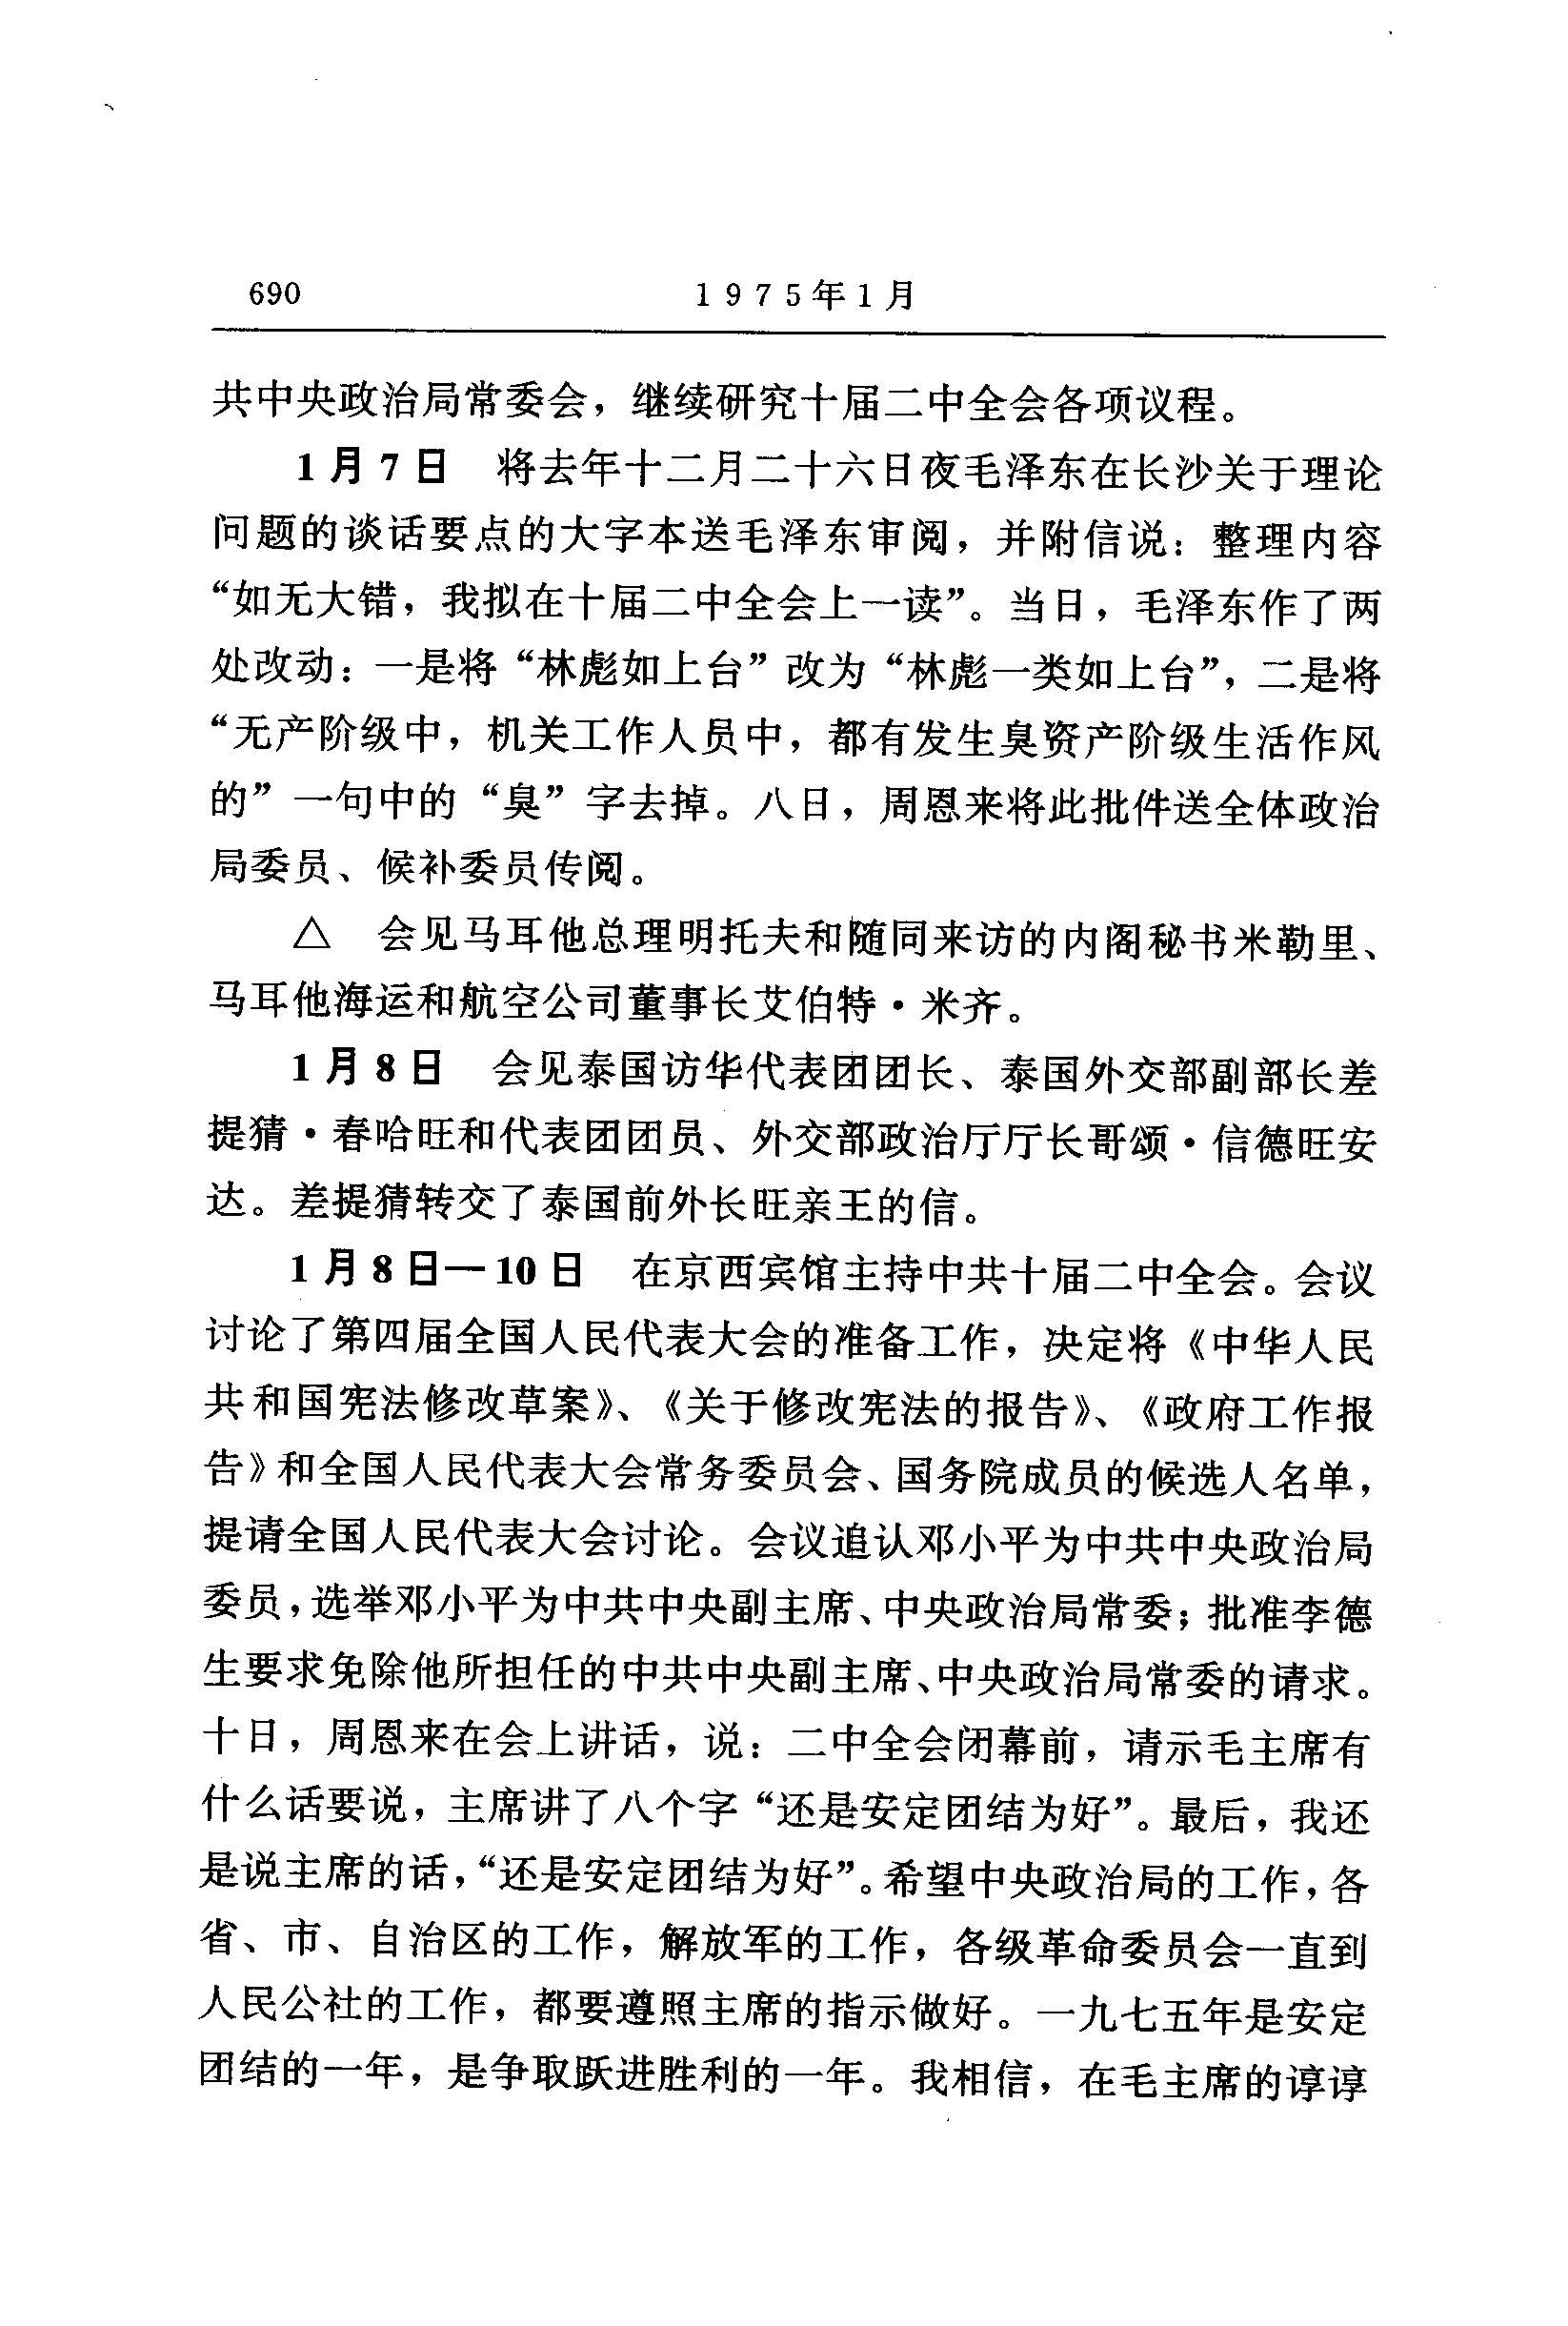 690
1975年1月
共中央政治局常委会，继续研究十届二中全会各项议程。
1月7日　将去年十二月二十六日夜毛泽东在长沙关于理论
问题的谈话要点的大字本送毛泽东审阅，并附信说：整理内容
“如无大错，我拟在十届二中全会上一读”。当日，毛泽东作了两
处改动：一是将“林彪如上台”改为“林彪一类如上台”，二是将
“无产阶级中，机关工作人员中，都有发生臭资产阶级生活作风
的”一句中的“臭”字去掉。八日，周恩来将此批件送全体政治
局委员、候补委员传阅。
△　会见马耳他总理明托夫和随同来访的内阁秘书米勒里、
马耳他海运和航空公司董事长艾伯特·米齐。
1月8日　会见泰国访华代表团团长、泰国外交部副部长差
提猜·春哈旺和代表团团员、外交部政治厅厅长哥颂·信德旺安
达。差提猜转交了泰国前外长旺亲王的信。
1月8日—10日　在京西宾馆主持中共十届二中全会。会议
讨论了第四届全国人民代表大会的准备工作，决定将《中华人民
共和国宪法修改草案》、《关于修改宪法的报告》、《政府工作报
告》和全国人民代表大会常务委员会、国务院成员的候选人名单，
提请全国人民代表大会讨论。会议追认邓小平为中共中央政治局
委员，选举邓小平为中共中央副主席、中央政治局常委；批准李德
生要求免除他所担任的中共中央副主席、中央政治局常委的请求。
十日，周恩来在会上讲话，说：二中全会闭幕前，请示毛主席有
什么话要说，主席讲了八个字“还是安定团结为好”。最后，我还
是说主席的话，“还是安定团结为好”。希望中央政治局的工作，各
省、市、自治区的工作，解放军的工作，各级革命委员会一直到
人民公社的工作，都要遵照主席的指示做好。一九七五年是安定
团结的一年，是争取跃进胜利的一年。我相信，在毛主席的谆谆